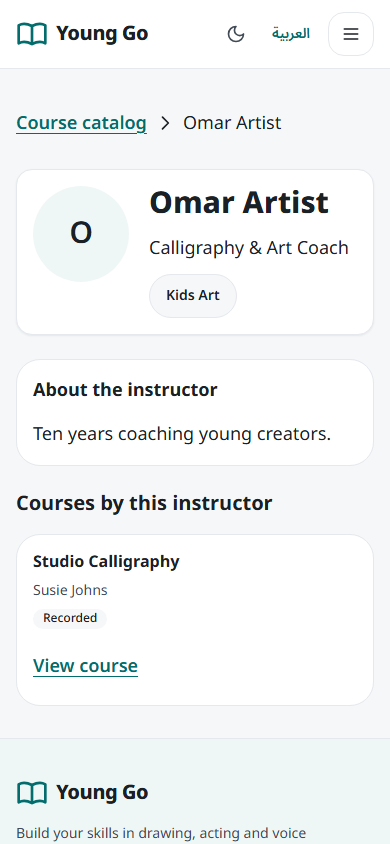 Young Go
العربية
Course catalog > Omar Artist
O
Omar Artist
Calligraphy & Art Coach
Kids Art
About the instructor
Ten years coaching young creators.
Courses by this instructor
Studio Calligraphy
Susie Johns
Recorded
View course
Young Go
Build your skills in drawing, acting and voice